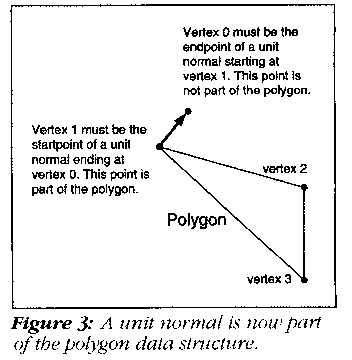 Vertex 0 must be the
endpoint of a unit
normal starting at
vertex 1. This point is
not part of the polygon.
Vertex 1 must be the
startpoint of a unit
normal ending at
vertex 0. This point is
part of the polygon.
vertex 2
Polygon
vertex 3
Figure 3: A unit normal is now part
of the polygon data structure.